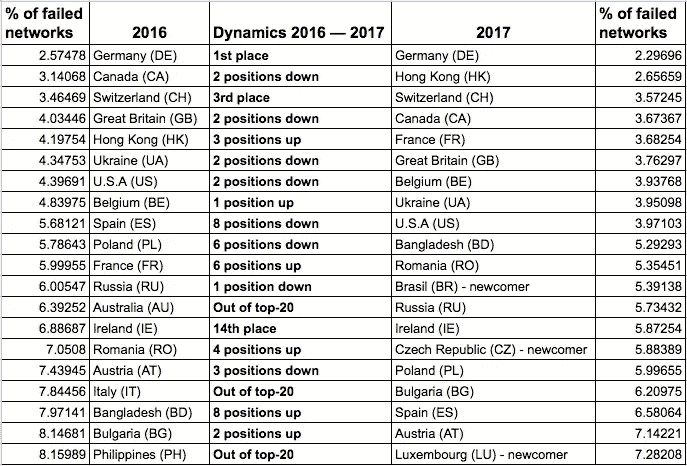 % of failed networks 2016 Dynamics 2016 — 2017 2017 % of failed networks
2.57478 Germany (DE) 1st place Germany (DE) 2.29696
3.14068 Canada (CA) 2 positions down Hong Kong (HK) 2.65659
3.46469 Switzerland (CH) 3rd place Switzerland (CH) 3.57245
4.03446 Great Britain (GB) 2 positions down Canada (CA) 3.67367
4.19754 Hong Kong (HK) 3 positions up France (FR) 3.68254
4.34753 Ukraine (UA) 2 positions down Great Britain (GB) 3.76297
4.39691 U.S.A (US) 2 positions down Belgium (BE) 3.93768
4.83975 Belgium (BE) 1 position up Ukraine (UA) 3.95098
5.68121 Spain (ES) 8 positions down U.S.A (US) 3.97103
5.78643 Poland (PL) 6 positions down Bangladesh (BD) 5.29293
5.99955 France (FR) 6 positions up Romania (RO) 5.35451
6.00547 Russia (RU) 1 position down Brasil (BR) - newcomer 5.39138
6.39252 Australia (AU) Out of top-20 Russia (RU) 5.73432
6.88687 Ireland (IE) 14th place Ireland (IE) 5.87254
7.0508 Romania (RO) 4 positions up Czech Republic (CZ) - newcomer 5.88389
7.43945 Austria (AT) 3 positions down Poland (PL) 5.99655
7.84456 Italy (IT) Out of top-20 Bulgaria (BG) 6.20975
7.97141 Bangladesh (BD) 8 positions up Spain (ES) 6.58064
8.14681 Bulgaria (BG) 2 positions up Austria (AT) 7.14221
8.15989 Philippines (PH) Out of top-20 Luxembourg (LU) - newcomer 7.28208